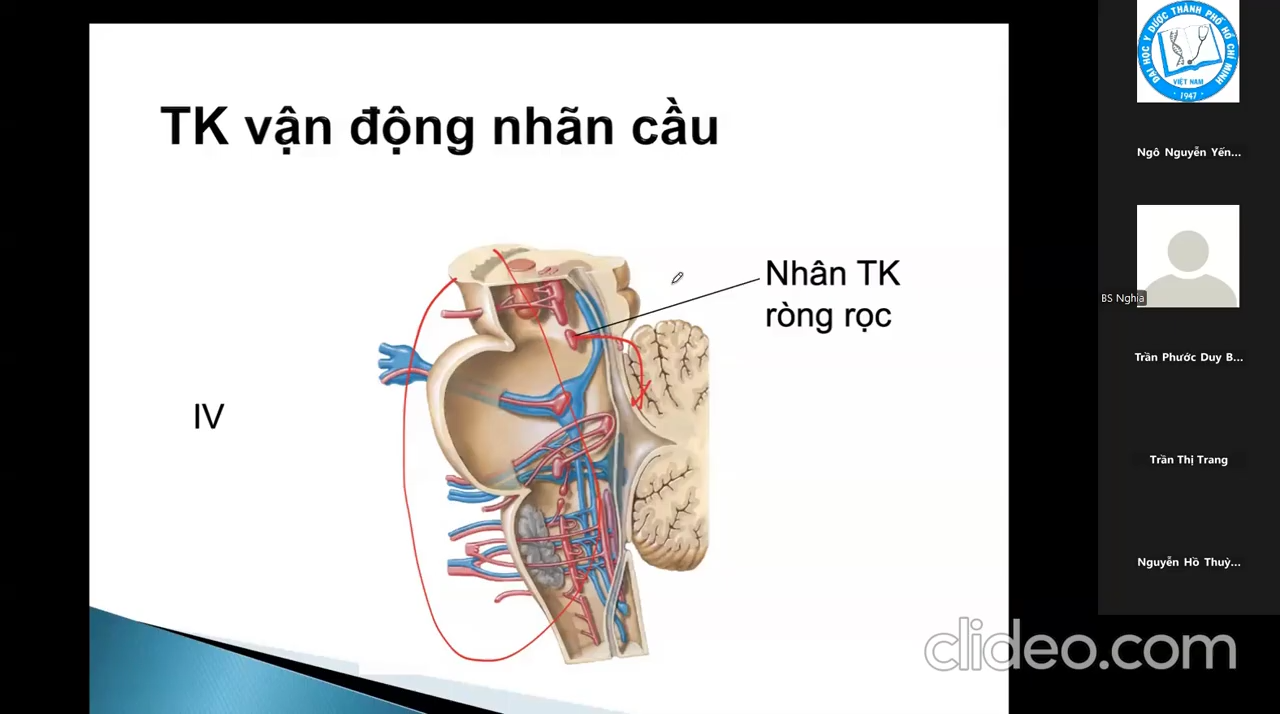 TK vận động nhãn cầu
Nhân TK
ròng rọc
IV
ĐẠI HỌC Y DƯỢC THÀNH PHỐ HỒ CHÍ MINH
VIỆT NAM
1947
Ngô Nguyễn Yến...
BS Nghĩa
Trần Phước Duy B...
Trần Thị Trang
Nguyễn Hồ Thuỳ...
clideo.com